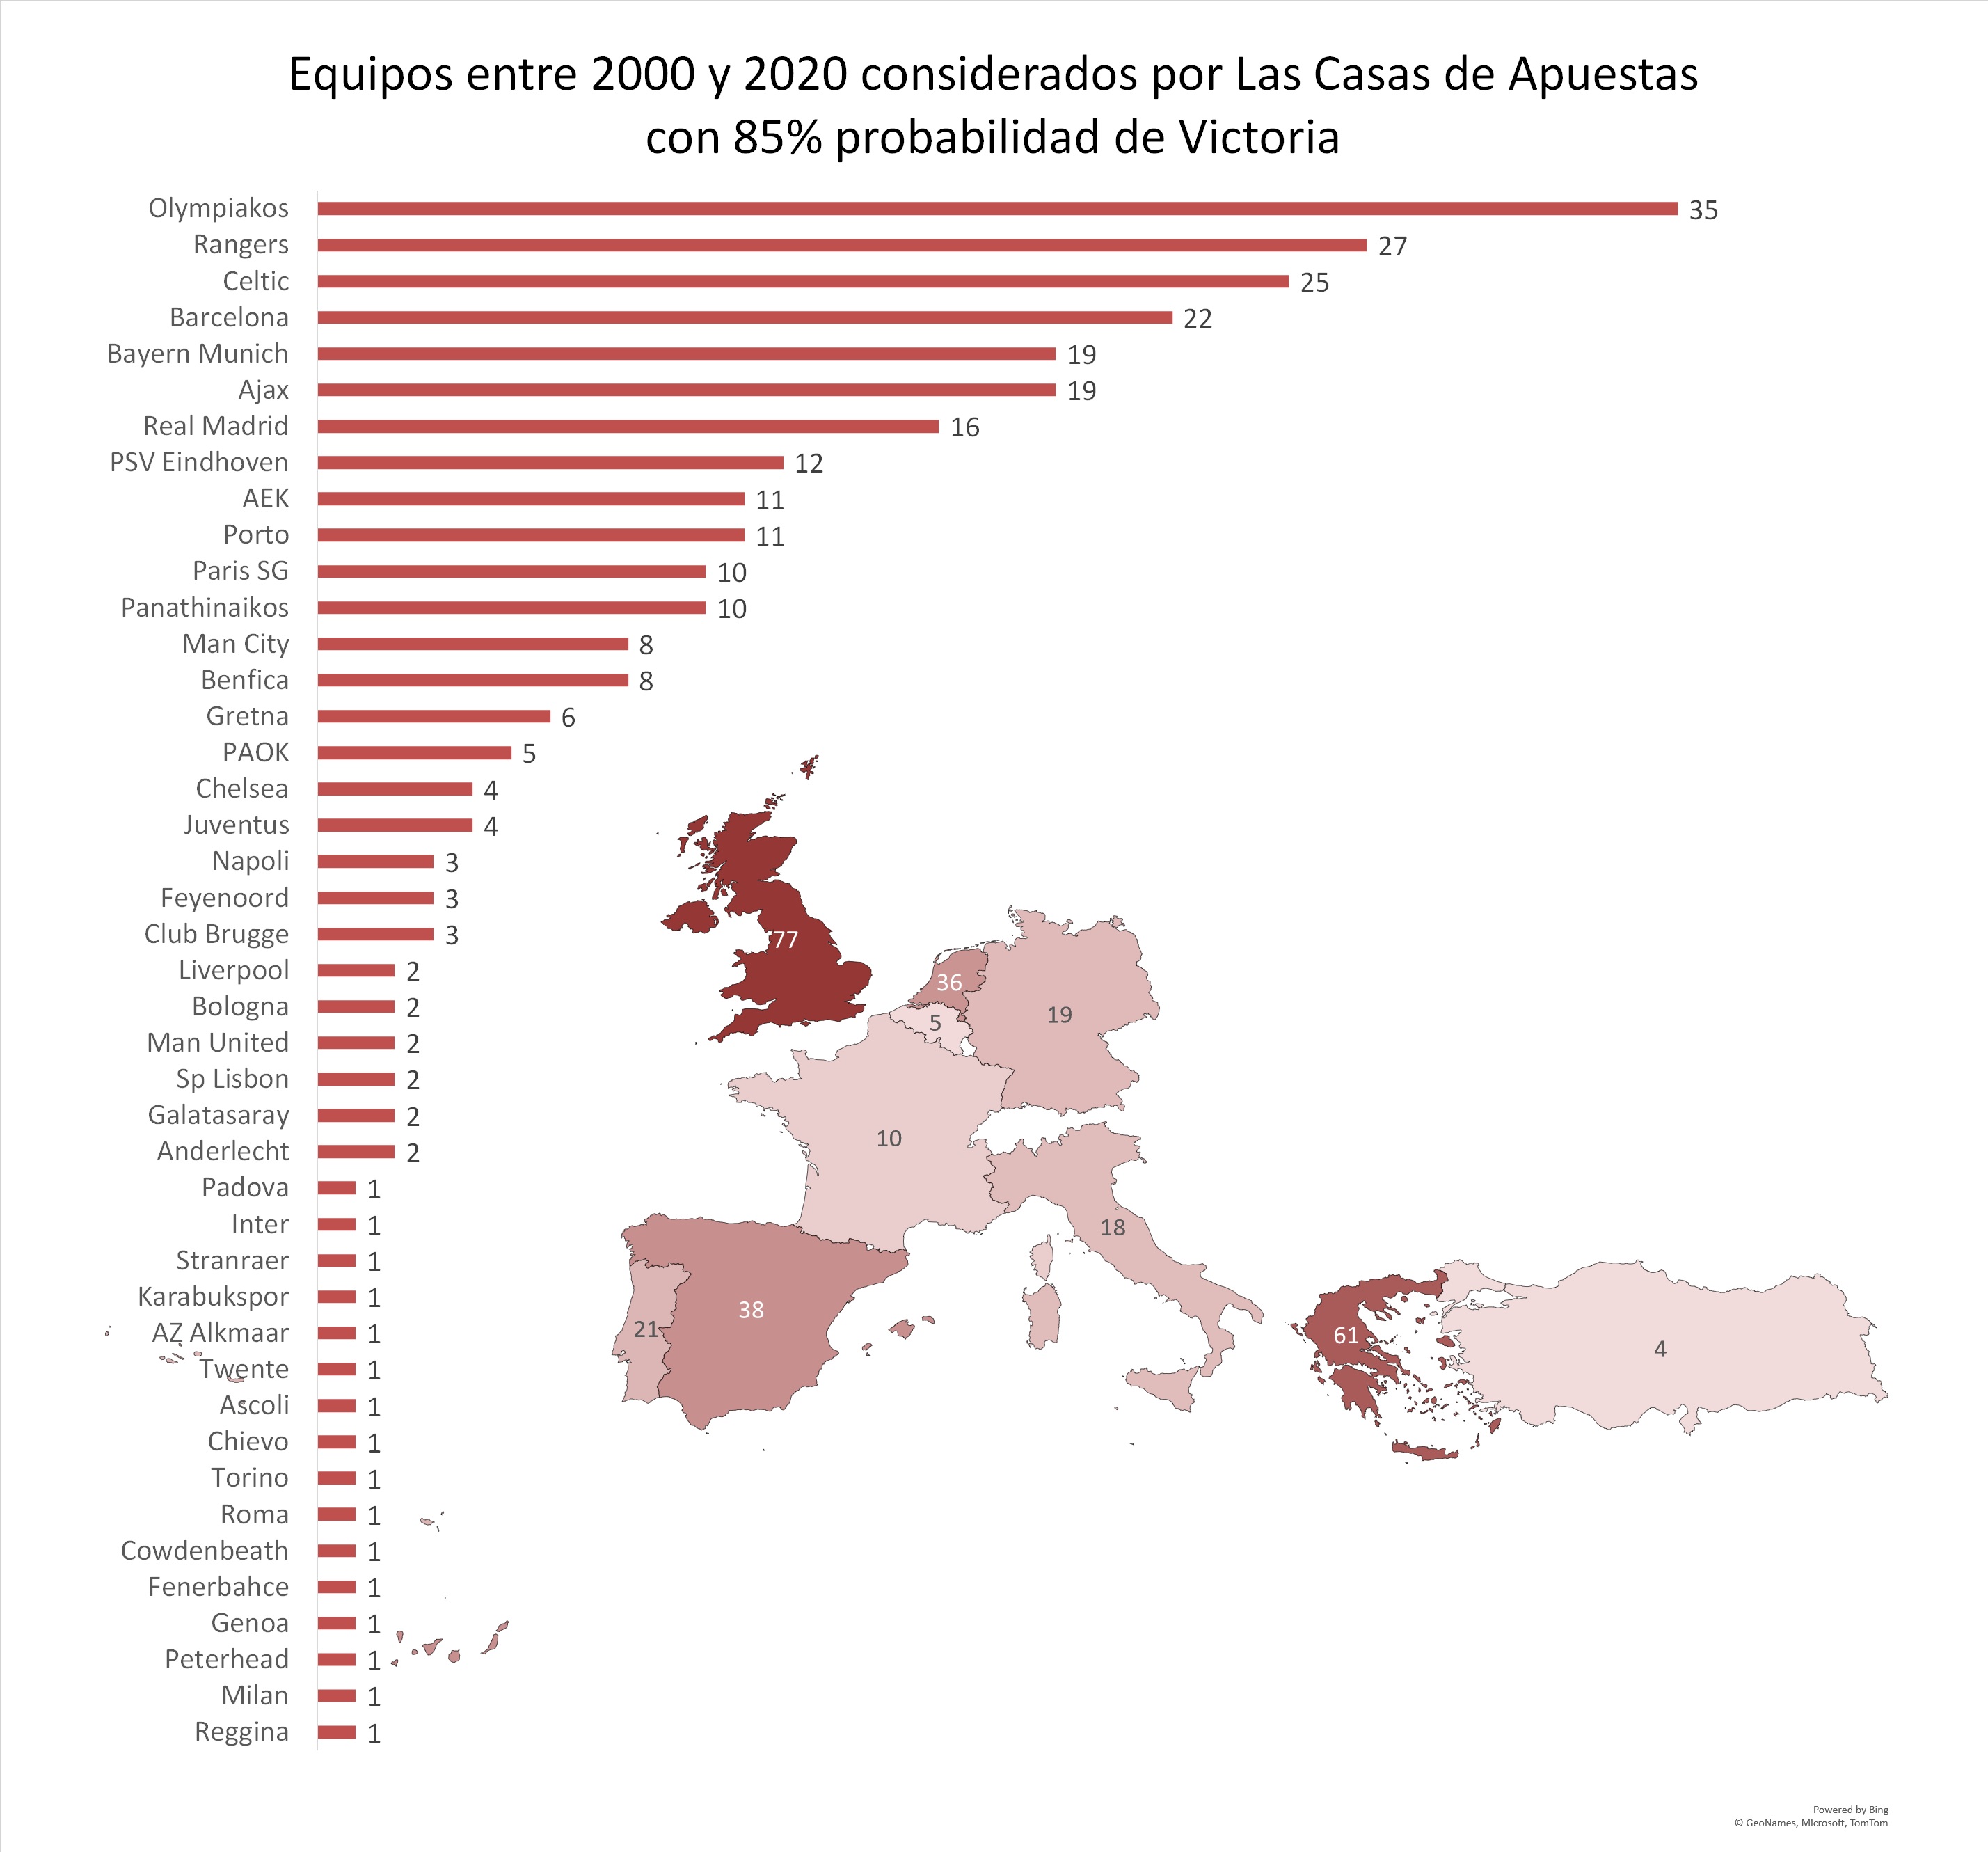 Equipos entre 2000 y 2020 considerados por Las Casas de Apuestas
con 85% probabilidad de Victoria
Olympiakos 35
Rangers 27
Celtic 25
Barcelona 22
Bayern Munich 19
Ajax 19
Real Madrid 16
PSV Eindhoven 12
AEK 11
Porto 11
Paris SG 10
Panathinaikos 10
Man City 8
Benfica 8
Gretna 6
PAOK 5
Chelsea 4
Juventus 4
Napoli 3
Feyenoord 3
Club Brugge 3
Liverpool 2
Bologna 2
Man United 2
Sp Lisbon 2
Galatasaray 2
Anderlecht 2
Padova 1
Inter 1
Stranraer 1
Karabukspor 1
AZ Alkmaar 1
Twente 1
Ascoli 1
Chievo 1
Torino 1
Roma 1
Cowdenbeath 1
Fenerbahce 1
Genoa 1
Peterhead 1
Milan 1
Reggina 1
77
36
5
19
10
18
38
21
61
4
Powered by Bing
© GeoNames, Microsoft, TomTom